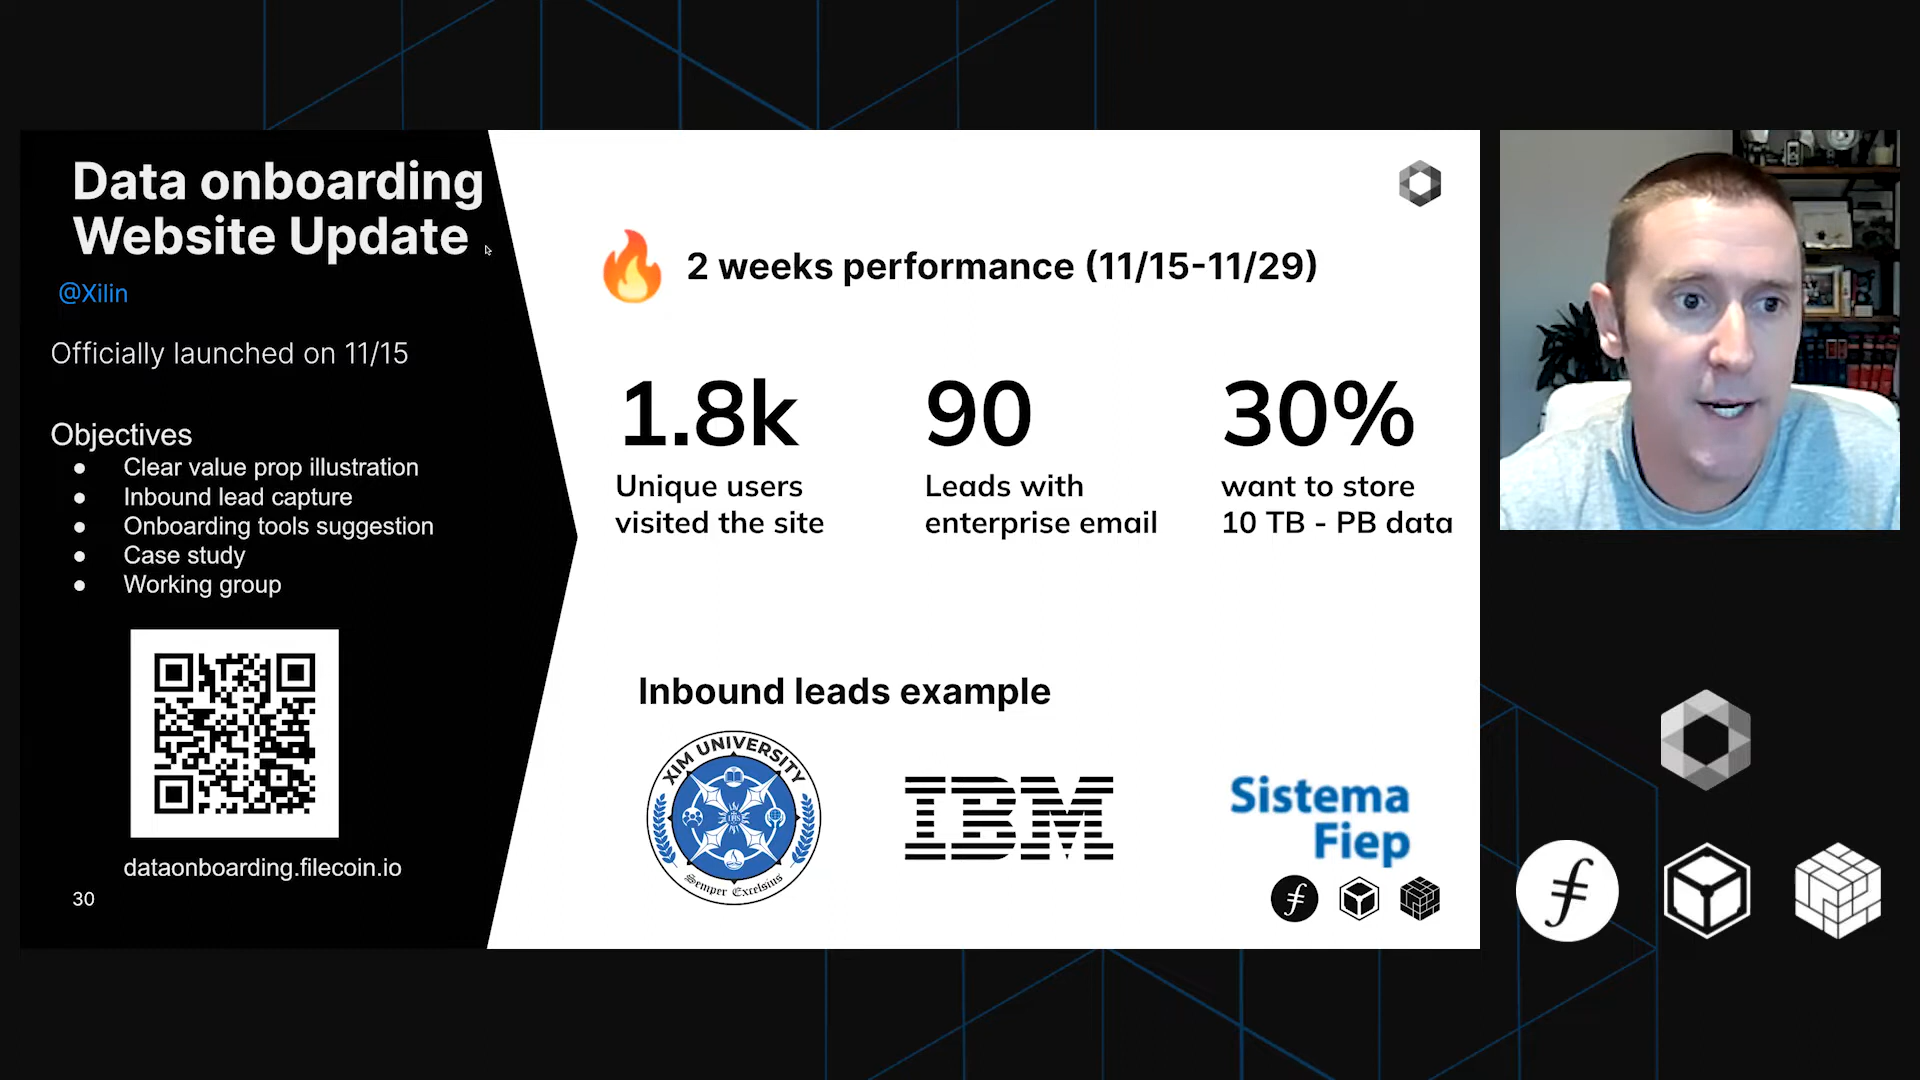 Data onboarding
Website Update
@Xilin
Officially launched on 11/15
Objectives
● Clear value prop illustration
● Inbound lead capture
● Onboarding tools suggestion
● Case study
● Working group
dataonboarding.filecoin.io
30
2 weeks performance (11/15-11/29)
1.8k
Unique users
visited the site
90
Leads with
enterprise email
30%
want to store
10 TB - PB data
Inbound leads example
XIM UNIVERSITY
IHS
Semper Excelsius
IBM
Sistema
Fiep